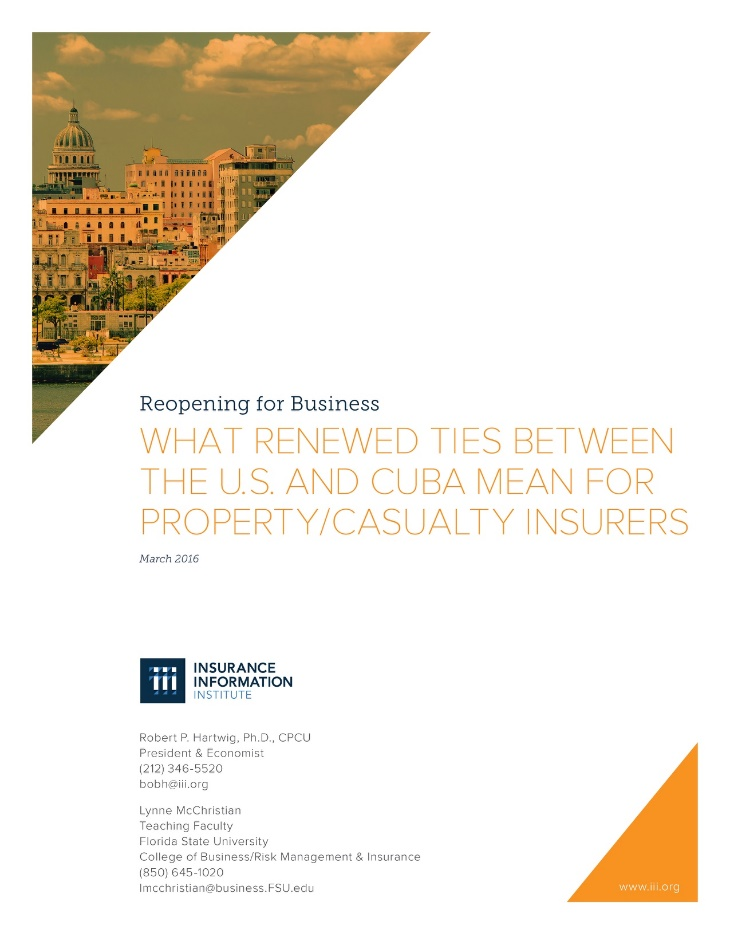 Reopening for Business
WHAT RENEWED TIES BETWEEN
THE U.S. AND CUBA MEAN FOR
PROPERTY/CASUALTY INSURERS
March 2016
iii
INSURANCE
INFORMATION
INSTITUTE
Robert P. Hartwig, Ph.D., CPCU
President & Economist
(212) 346-5520
bobh@iii.org
Lynne McChristian
Teaching Faculty
Florida State University
College of Business/Risk Management & Insurance
(850) 645-1020
lmcchristian@business.FSU.edu
www.iii.org